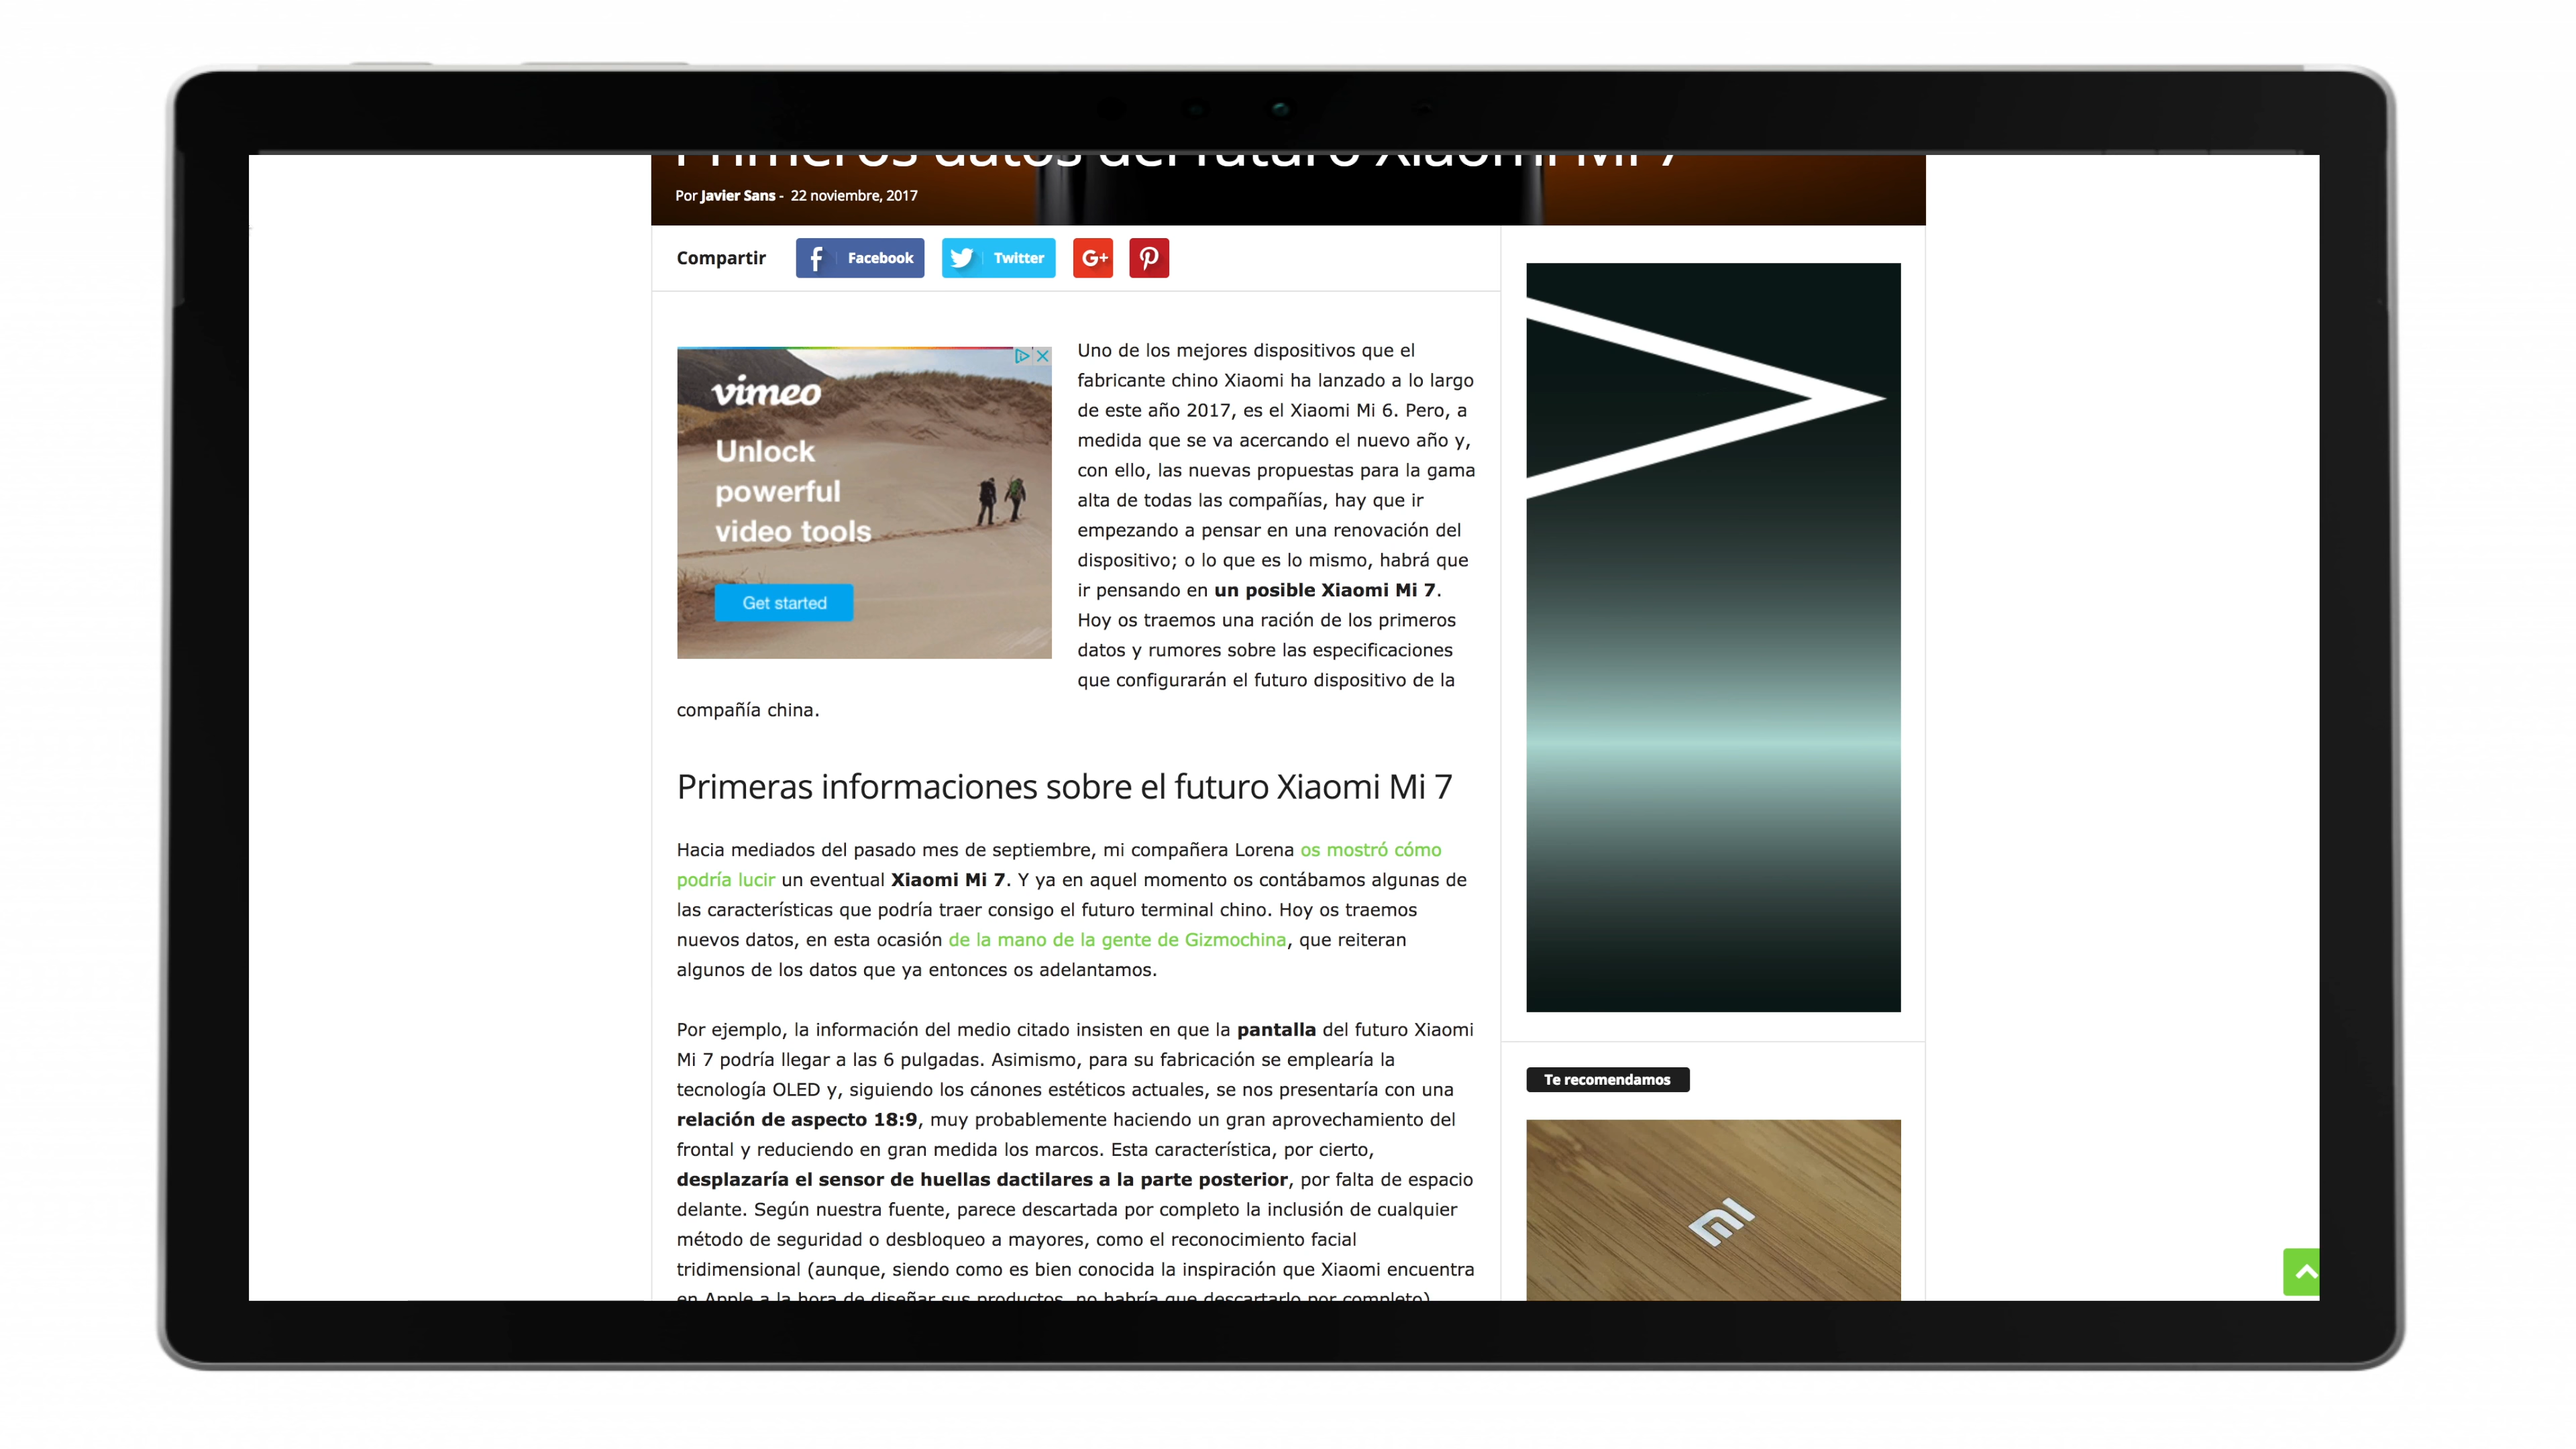 Primeros datos del futuro Xiaomi Mi 7
Por Javier Sans - 22 noviembre, 2017
Compartir
Facebook
Twitter
G+
vimeo
Unlock
powerful
video tools
Get started
Uno de los mejores dispositivos que el
fabricante chino Xiaomi ha lanzado a lo largo
de este año 2017, es el Xiaomi Mi 6. Pero, a
medida que se va acercando el nuevo año y,
con ello, las nuevas propuestas para la gama
alta de todas las compañías, hay que ir
empezando a pensar en una renovación del
dispositivo; o lo que es lo mismo, habrá que
ir pensando en un posible Xiaomi Mi 7.
Hoy os traemos una ración de los primeros
datos y rumores sobre las especificaciones
que configurarán el futuro dispositivo de la
compañía china.
Primeras informaciones sobre el futuro Xiaomi Mi 7
Hacia mediados del pasado mes de septiembre, mi compañera Lorena os mostró cómo
podría lucir un eventual Xiaomi Mi 7. Y ya en aquel momento os contábamos algunas de
las características que podría traer consigo el futuro terminal chino. Hoy os traemos
nuevos datos, en esta ocasión de la mano de la gente de Gizmochina, que reiteran
algunos de los datos que ya entonces os adelantamos.
Por ejemplo, la información del medio citado insisten en que la pantalla del futuro Xiaomi
Mi 7 podría llegar a las 6 pulgadas. Asimismo, para su fabricación se emplearía la
tecnología OLED y, siguiendo los cánones estéticos actuales, se nos presentaría con una
relación de aspecto 18:9, muy probablemente haciendo un gran aprovechamiento del
frontal y reduciendo en gran medida los marcos. Esta característica, por cierto,
desplazaría el sensor de huellas dactilares a la parte posterior, por falta de espacio
delante. Según nuestra fuente, parece descartada por completo la inclusión de cualquier
método de seguridad o desbloqueo a mayores, como el reconocimiento facial
tridimensional (aunque, siendo como es bien conocida la inspiración que Xiaomi encuentra
en Apple a la hora de diseñar sus productos, no habría que descartarlo por completo)
Te recomendamos
MI